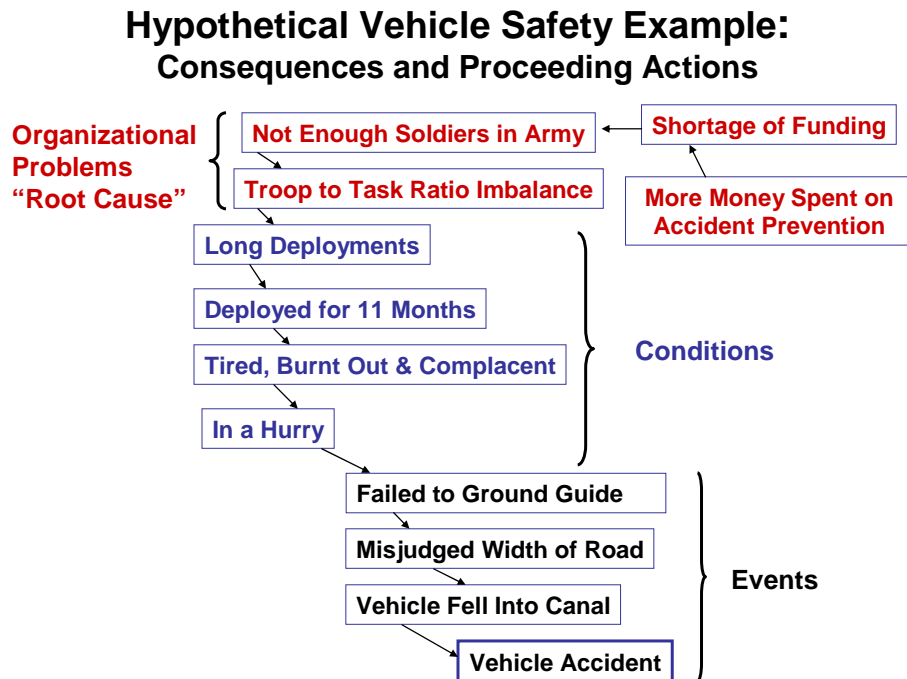 Hypothetical Vehicle Safety Example:
Consequences and Proceeding Actions
Organizational
Problems
“Root Cause”
Not Enough Soldiers in Army
Shortage of Funding
Troop to Task Ratio Imbalance
More Money Spent on
Accident Prevention
Long Deployments
Deployed for 11 Months
Tired, Burnt Out & Complacent
In a Hurry
Conditions
Failed to Ground Guide
Misjudged Width of Road
Vehicle Fell Into Canal
Vehicle Accident
Events